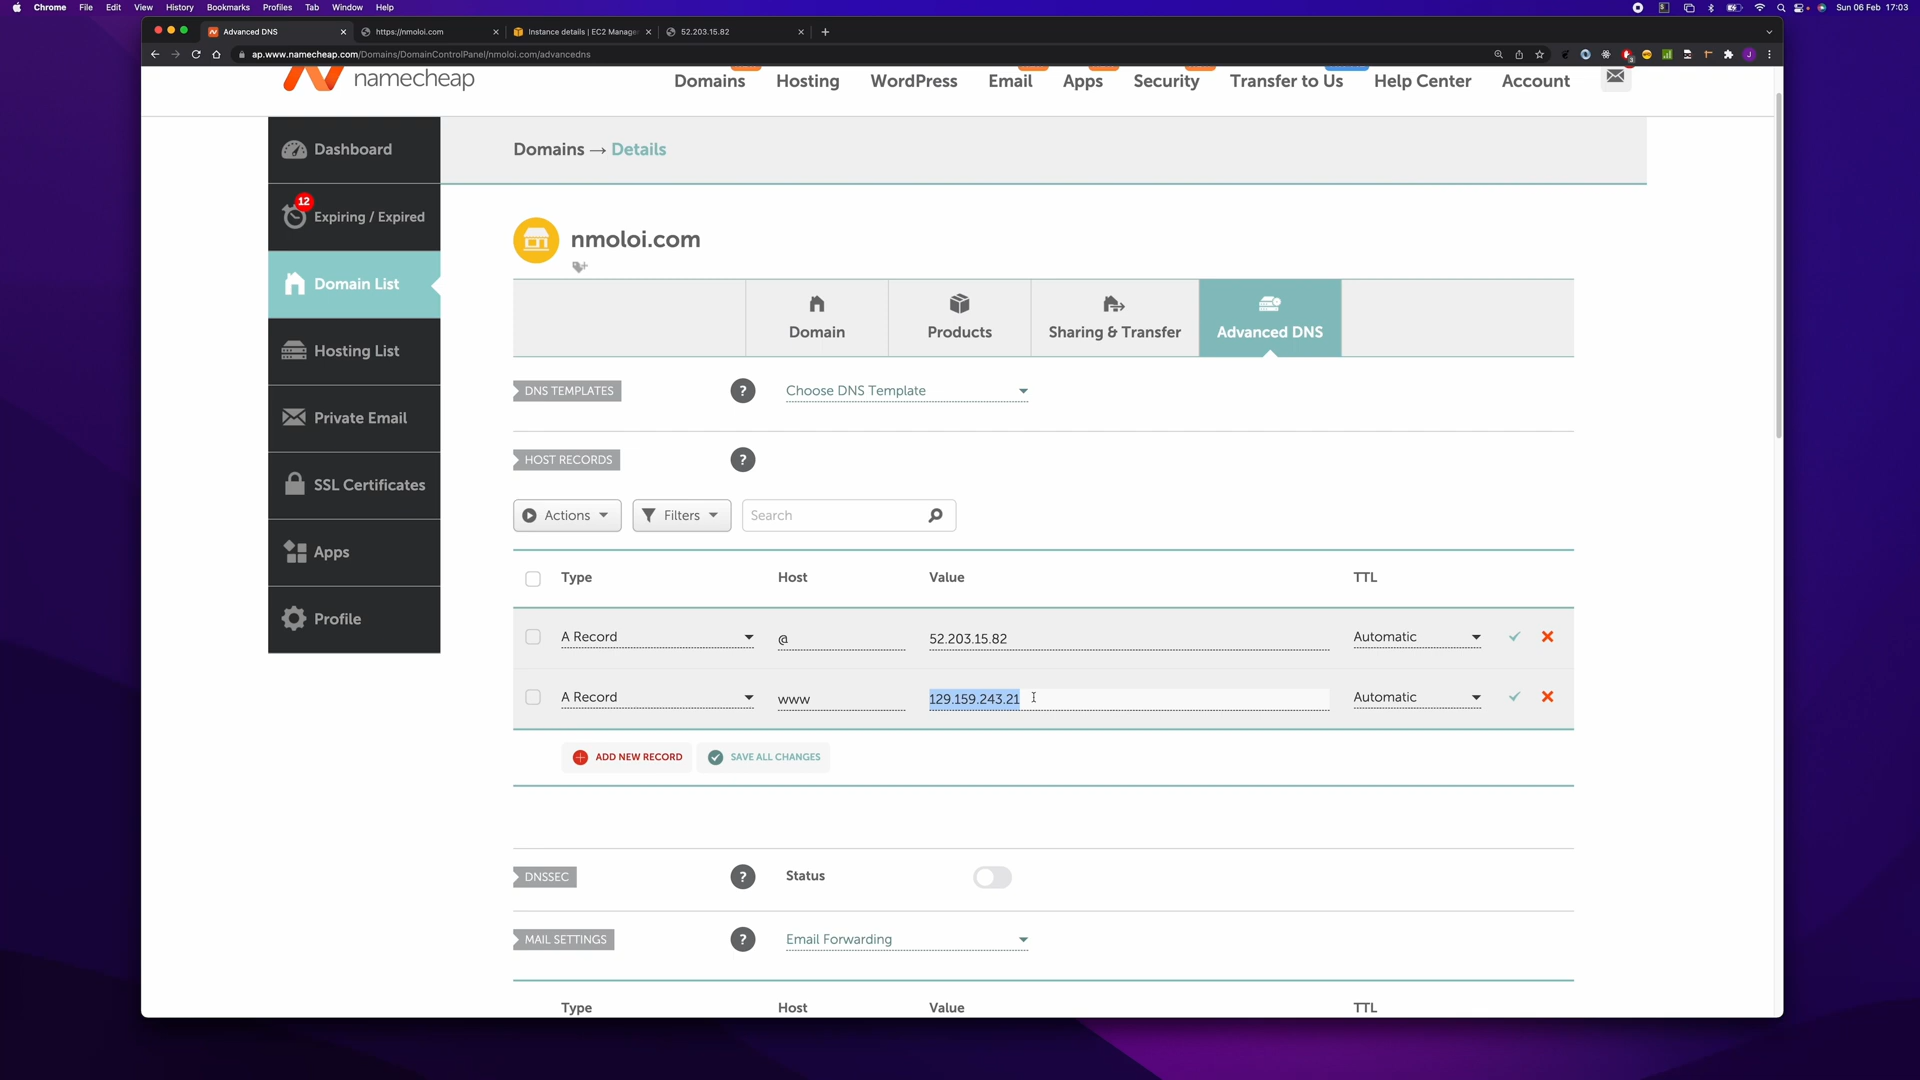 Chrome File Edit View History Bookmarks Profiles Tab Window Help Sun 06 Feb 17:03
Advanced DNS https://nmoloi.com Instance details | EC2 Manage 52.203.15.82
ap.www.namecheap.com/Domains/DomainControlPanel/nmoloi.com/advancedns
namecheap Domains Hosting WordPress Email Apps Security Transfer to Us Help Center Account
Dashboard
Domains → Details
12
Expiring / Expired
nmoloi.com
Domain List
Domain Products Sharing & Transfer Advanced DNS
Hosting List
DNS TEMPLATES ? Choose DNS Template
Private Email
HOST RECORDS ?
SSL Certificates
Actions Filters Search
Apps
Type Host Value TTL
Profile
A Record @ 52.203.15.82 Automatic
A Record www 129.159.243.21 Automatic
ADD NEW RECORD SAVE ALL CHANGES
DNSSEC ? Status
MAIL SETTINGS ? Email Forwarding
Type Host Value TTL